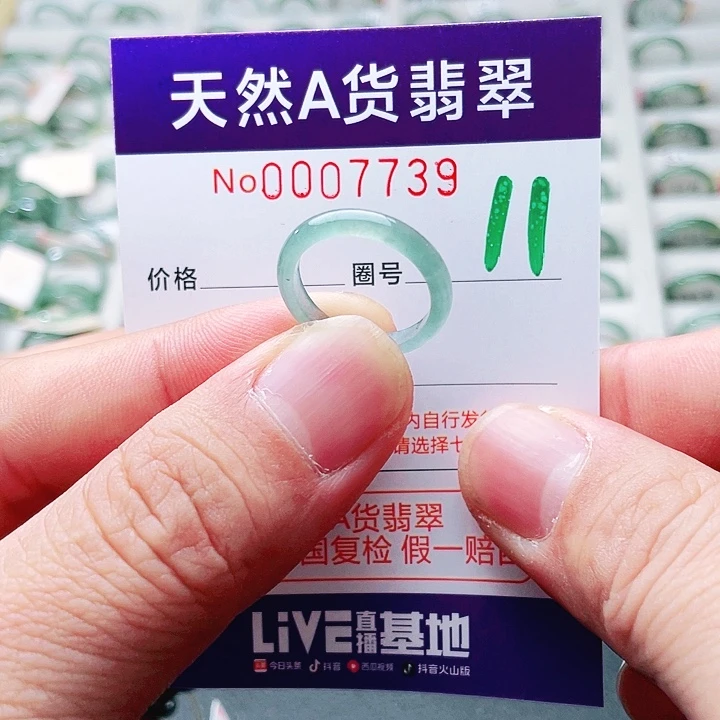 天然A货翡翠
No0007739
11
价格 圈号
内自行发
请选择七
A货翡翠
国复检 假一赔
LiVE直播基地
今日头条 抖音 西瓜视频 抖音火山版